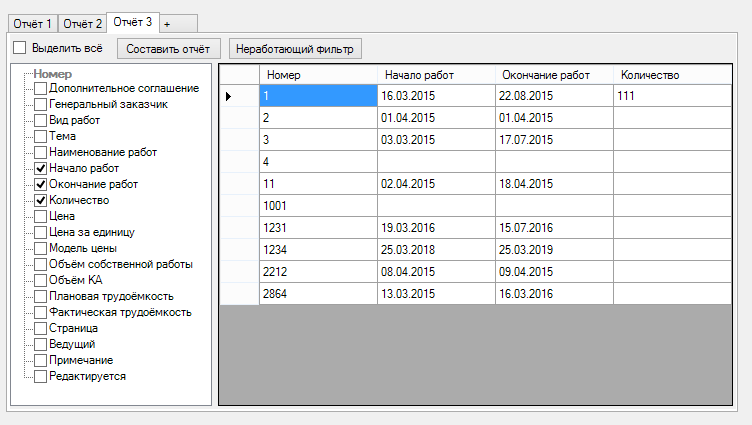 Отчёт 1 Отчёт 2 Отчёт 3 +
Выделить всё Составить отчёт Неработающий фильтр
Номер
Дополнительное соглашение
Генеральный заказчик
Вид работ
Тема
Наименование работ
Начало работ
Окончание работ
Количество
Цена
Цена за единицу
Модель цены
Объём собственной работы
Объём КА
Плановая трудоёмкость
Фактическая трудоёмкость
Страница
Ведущий
Примечание
Редактируется
Номер Начало работ Окончание работ Количество
1 16.03.2015 22.08.2015 111
2 01.04.2015 01.04.2015
3 03.03.2015 17.07.2015
4
11 02.04.2015 18.04.2015
1001
1231 19.03.2016 15.07.2016
1234 25.03.2018 25.03.2019
2212 08.04.2015 09.04.2015
2864 13.03.2015 16.03.2016